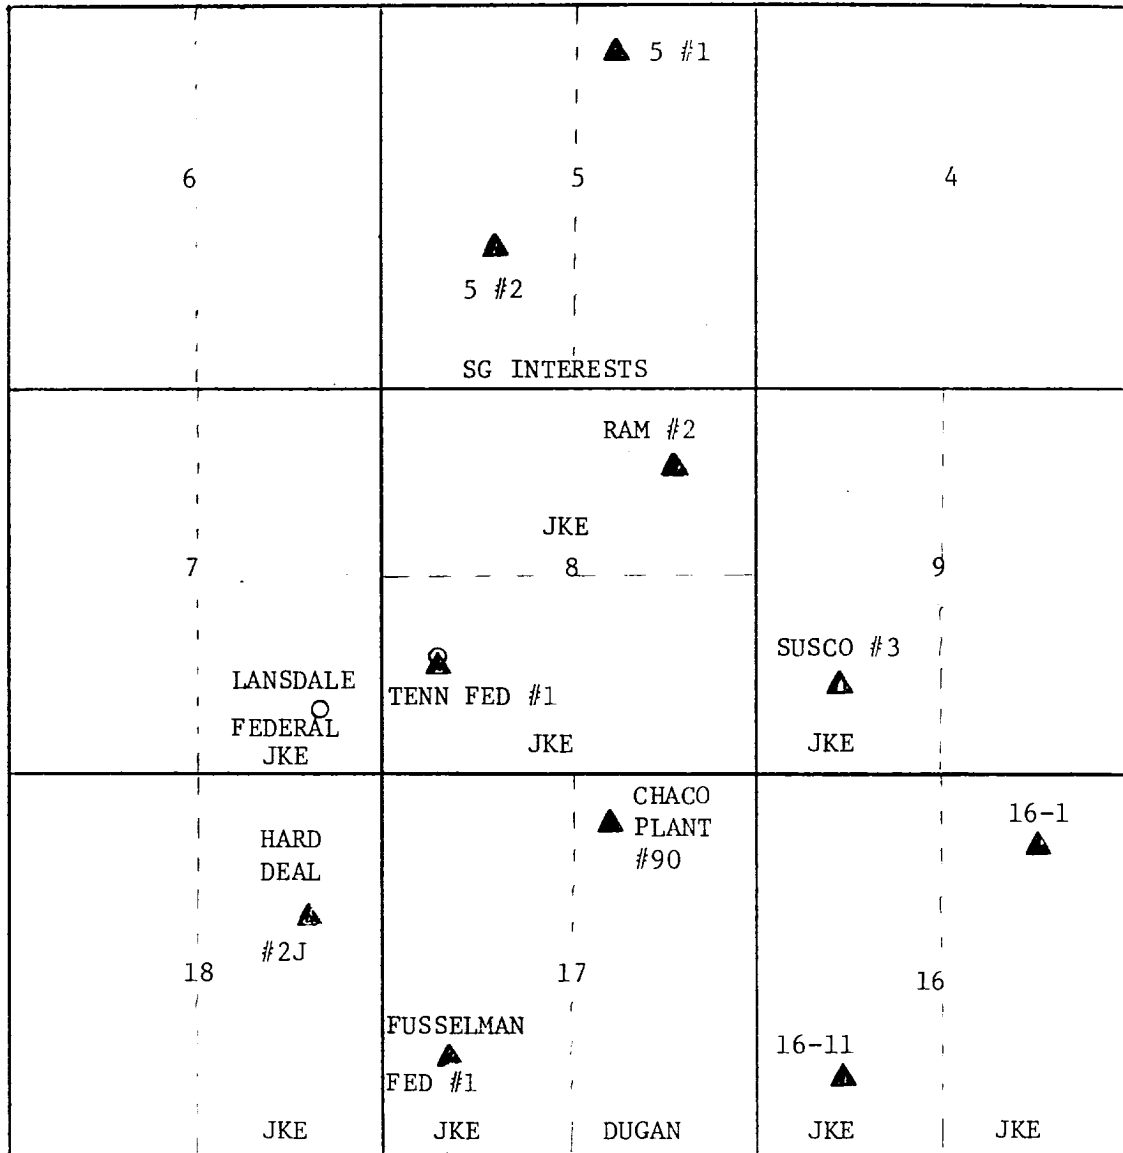 5 #1
6
5
4
5 #2
SG INTERESTS
RAM #2
JKE
7
8
9
SUSCO #3
LANSDALE
TENN FED #1
FEDERAL
JKE
JKE
JKE
CHACO
PLANT
#90
16-1
HARD
DEAL
#2J
18
17
16
FUSSELMAN
16-11
FED #1
JKE
JKE
DUGAN
JKE
JKE